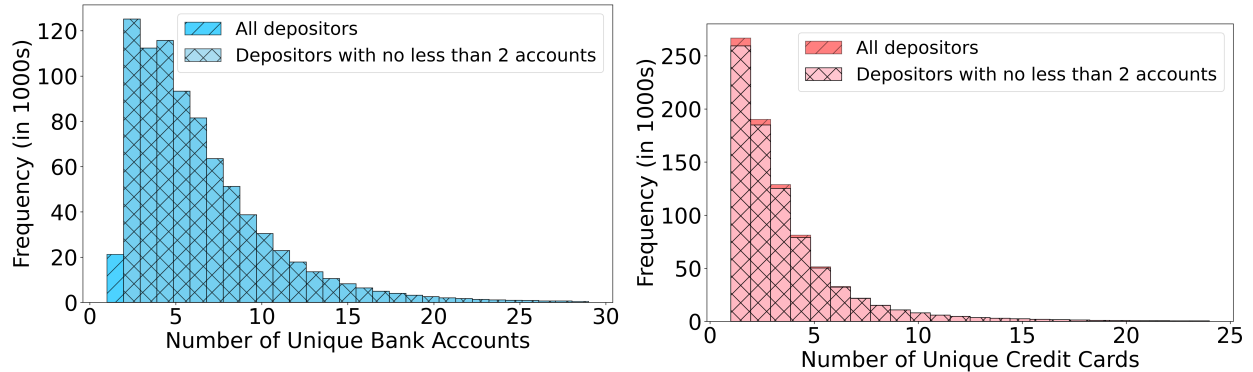 All depositors
Depositors with no less than 2 accounts
Frequency (in 1000s)
120
100
80
60
40
20
0
0 5 10 15 20 25 30
Number of Unique Bank Accounts
All depositors
Depositors with no less than 2 accounts
Frequency (in 1000s)
250
200
150
100
50
0
0 5 10 15 20 25
Number of Unique Credit Cards